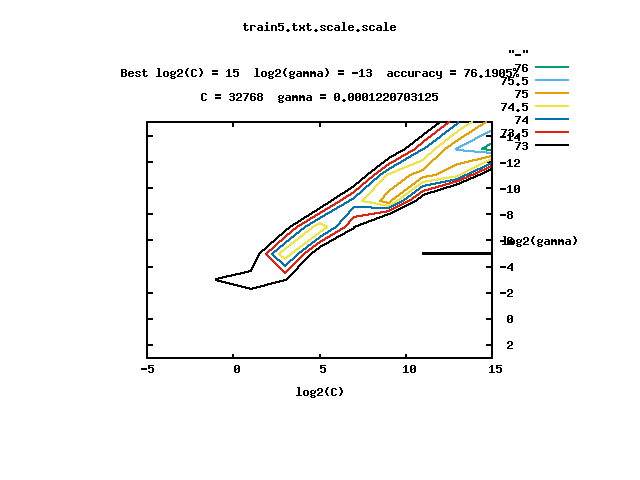 train5.txt.scale.scale
"-"
Best log2(C) = 15 log2(gamma) = -13 accuracy = 76.1905%
C = 32768 gamma = 0.0001220703125
76
75.5
75
74.5
74
73.5
73
-14
-12
-10
-8
-6
log2(gamma)
-4
-2
0
2
-5 0 5 10 15
log2(C)